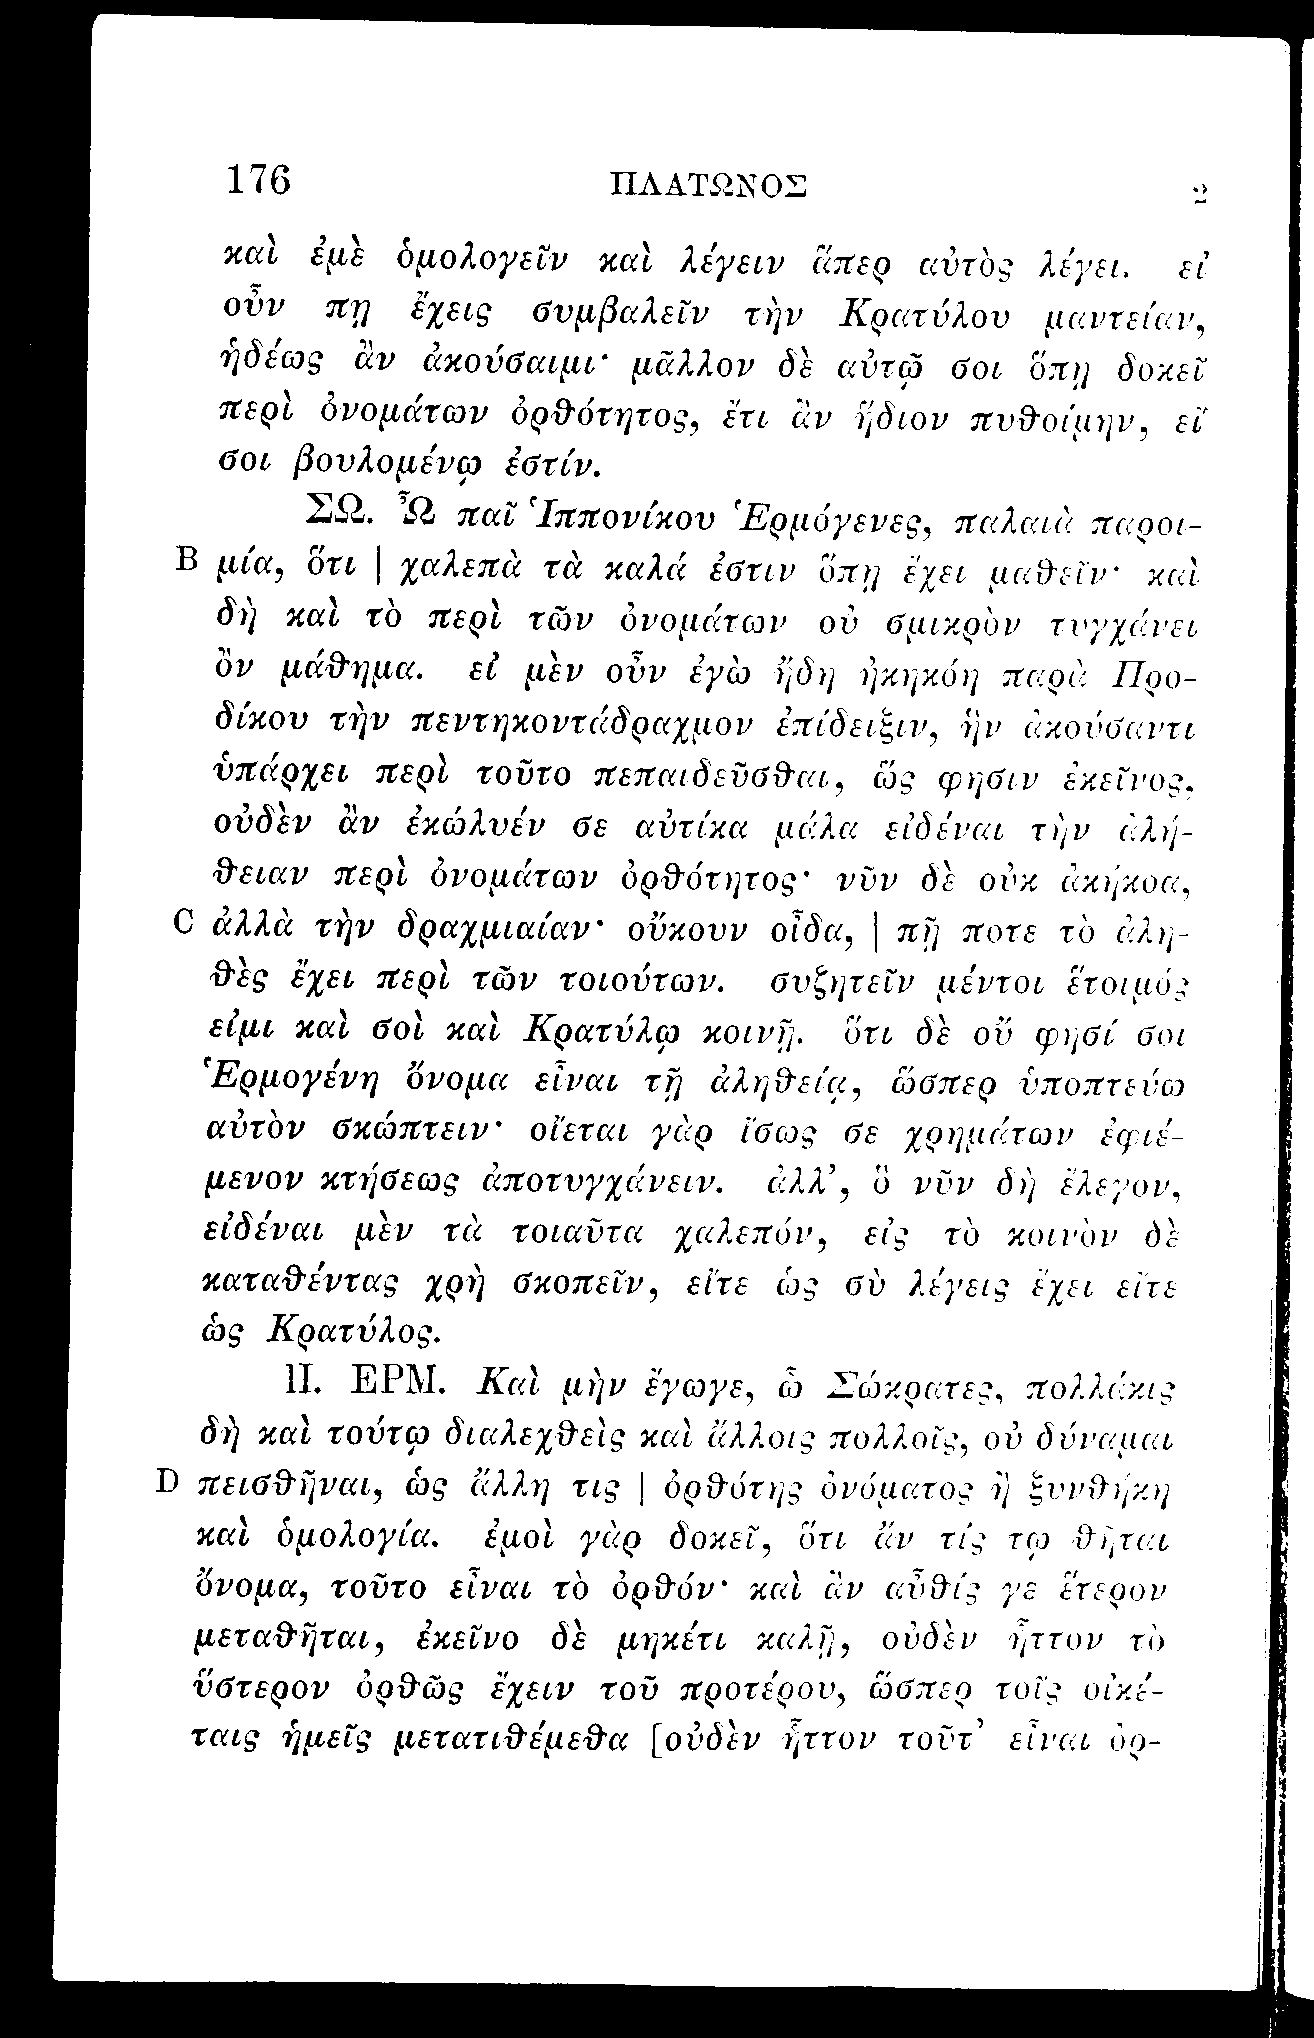 176 ΠΛΑΤΩΝΟΣ
καὶ ἐμὲ ὁμολογεῖν καὶ λέγειν ἅπερ αὐτὸς λέγει. εἰ
οὖν πῃ ἔχεις συμβαλεῖν τὴν Κρατύλου μαντείαν,
ἡδέως ἂν ἀκούσαιμι· μᾶλλον δὲ αὐτῷ σοι ὅπῃ δοκεῖ
περὶ ὀνομάτων ὀρθότητος, ἔτι ἂν ἥδιον πυθοίμην, εἴ
σοι βουλομένῳ ἐστίν.
ΣΩ. Ὦ παῖ Ἱππονίκου Ἑρμόγενες, παλαιὰ παροι-
B μία, ὅτι | χαλεπὰ τὰ καλά ἐστιν ὅπῃ ἔχει μαθεῖν· καὶ
δὴ καὶ τὸ περὶ τῶν ὀνομάτων οὐ σμικρὸν τυγχάνει
ὂν μάθημα. εἰ μὲν οὖν ἐγὼ ἤδη ἠκηκόη παρὰ Προ-
δίκου τὴν πεντηκοντάδραχμον ἐπίδειξιν, ἣν ἀκούσαντι
ὑπάρχει περὶ τοῦτο πεπαιδεῦσθαι, ὥς φησιν ἐκεῖνος,
οὐδὲν ἂν ἐκώλυέν σε αὐτίκα μάλα εἰδέναι τὴν ἀλή-
θειαν περὶ ὀνομάτων ὀρθότητος· νῦν δὲ οὐκ ἀκήκοα,
C ἀλλὰ τὴν δραχμιαίαν· οὔκουν οἶδα, | πῇ ποτε τὸ ἀλη-
θὲς ἔχει περὶ τῶν τοιούτων. συζητεῖν μέντοι ἕτοιμός
εἰμι καὶ σοὶ καὶ Κρατύλῳ κοινῇ. ὅτι δὲ οὔ φησί σοι
Ἑρμογένη ὄνομα εἶναι τῇ ἀληθείᾳ, ὥσπερ ὑποπτεύω
αὐτὸν σκώπτειν· οἴεται γὰρ ἴσως σε χρημάτων ἐφιέ-
μενον κτήσεως ἀποτυγχάνειν. ἀλλ’, ὃ νῦν δὴ ἔλεγον,
εἰδέναι μὲν τὰ τοιαῦτα χαλεπόν, εἰς τὸ κοινὸν δὲ
καταθέντας χρὴ σκοπεῖν, εἴτε ὡς σὺ λέγεις ἔχει εἴτε
ὡς Κρατύλος.
II. ΕΡΜ. Καὶ μὴν ἔγωγε, ὦ Σώκρατες, πολλάκις
δὴ καὶ τούτῳ διαλεχθεὶς καὶ ἄλλοις πολλοῖς, οὐ δύναμαι
D πεισθῆναι, ὡς ἄλλη τις | ὀρθότης ὀνόματος ἢ ξυνθήκη
καὶ ὁμολογία. ἐμοὶ γὰρ δοκεῖ, ὅτι ἄν τίς τῳ θῆται
ὄνομα, τοῦτο εἶναι τὸ ὀρθόν· καὶ ἂν αὖθίς γε ἕτερον
μεταθῆται, ἐκεῖνο δὲ μηκέτι καλῇ, οὐδὲν ἧττον τὸ
ὕστερον ὀρθῶς ἔχειν τοῦ προτέρου, ὥσπερ τοῖς οἰκέ-
ταις ἡμεῖς μετατιθέμεθα [οὐδὲν ἧττον τοῦτ’ εἶναι ὀρ-